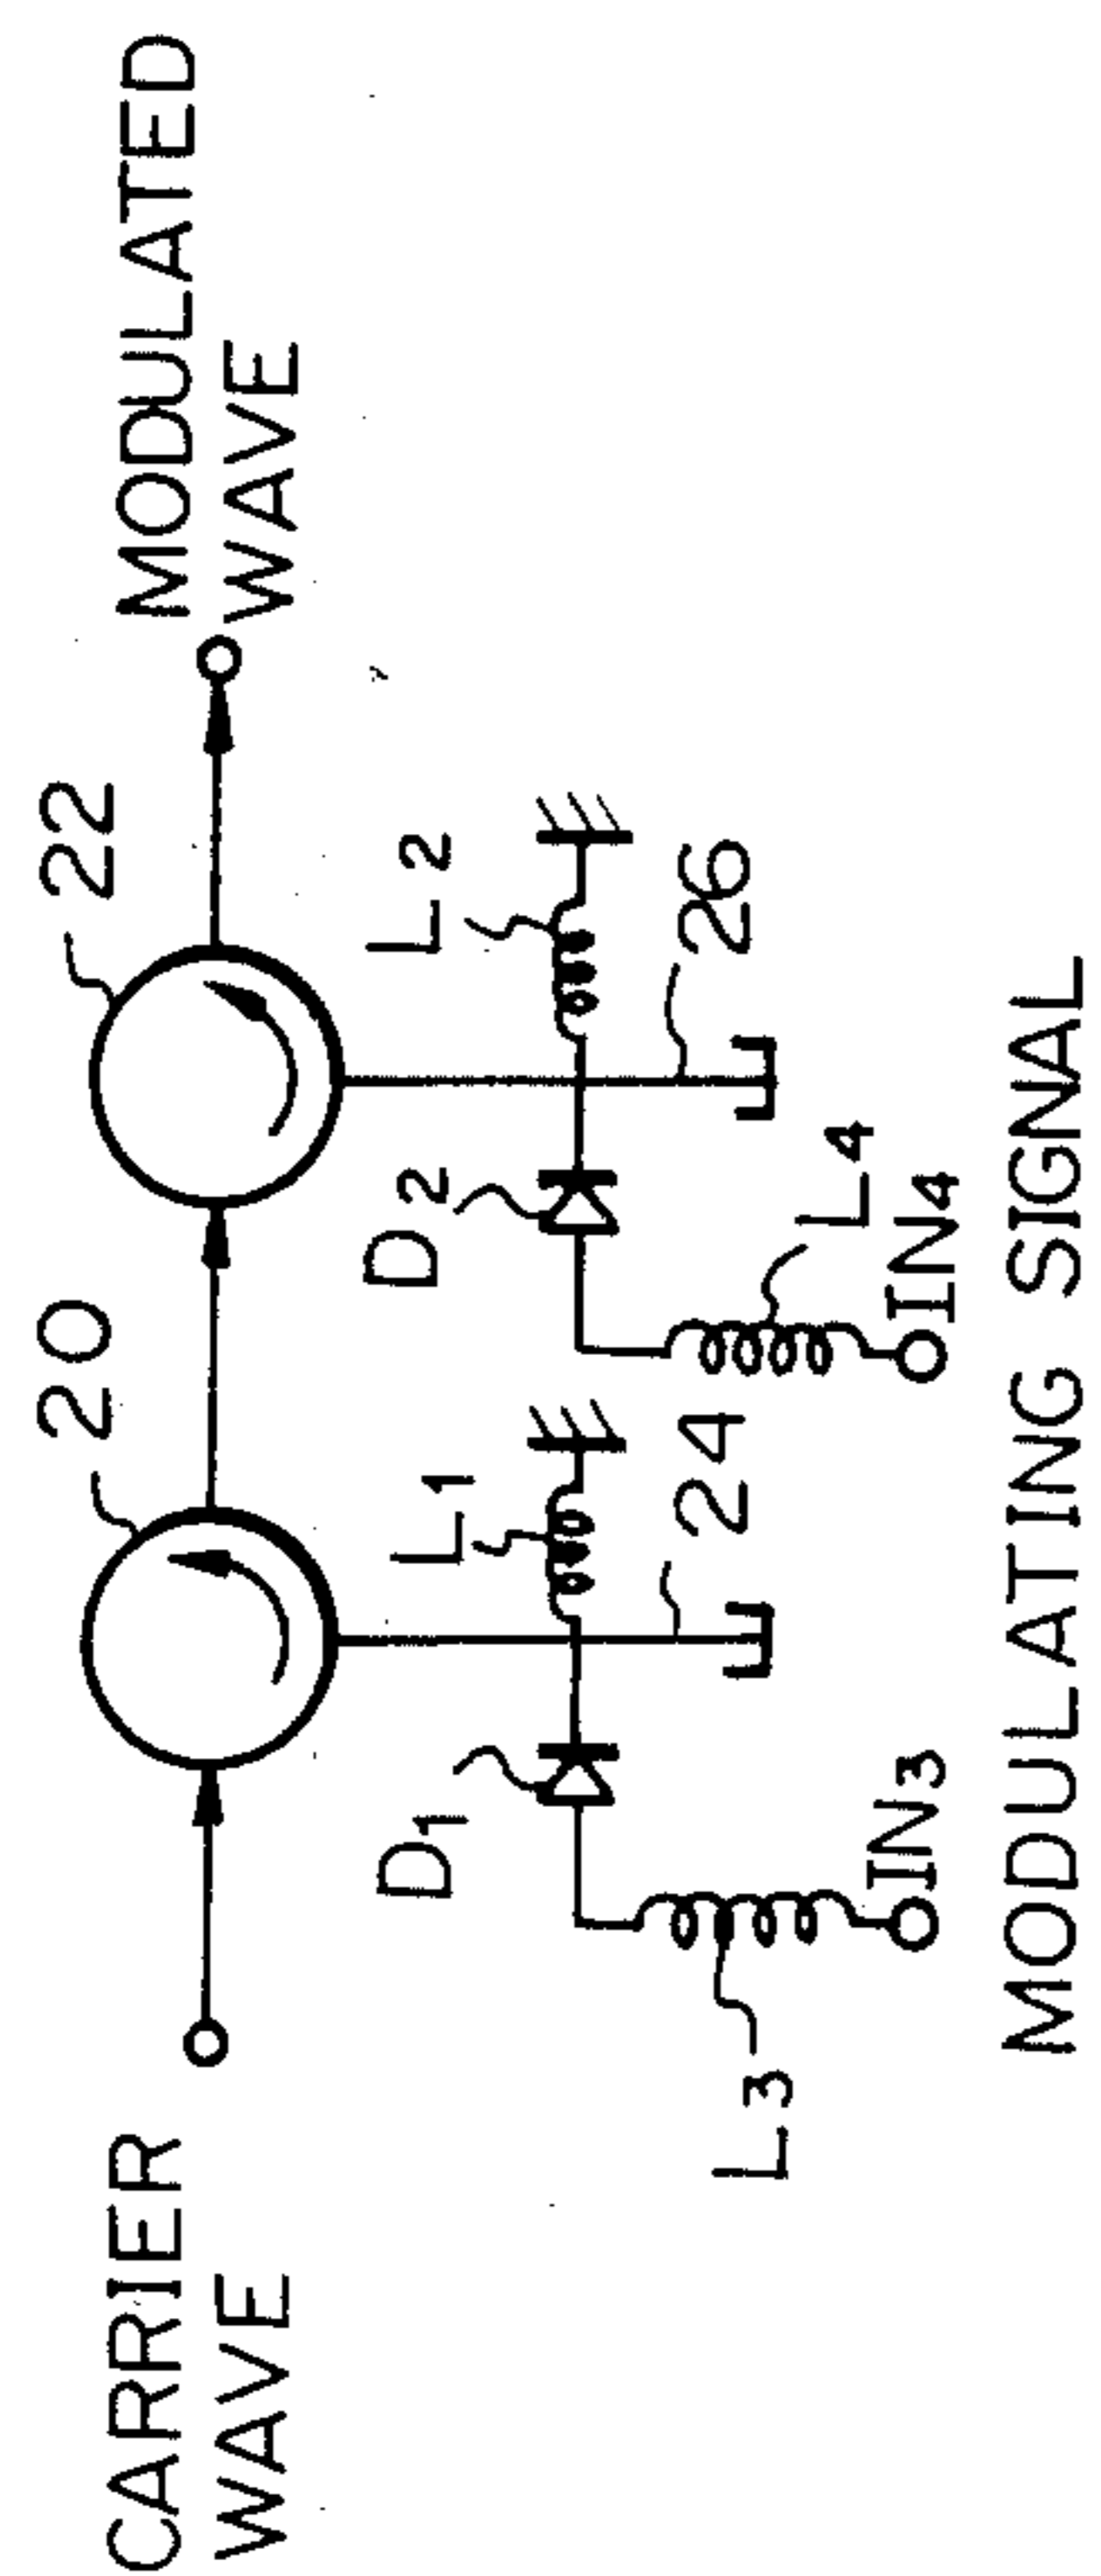 20
22
CARRIER
WAVE
MODULATED
WAVE
D1
L1
D2
L2
L3
24
L4
26
IN3
IN4
MODULATING SIGNAL